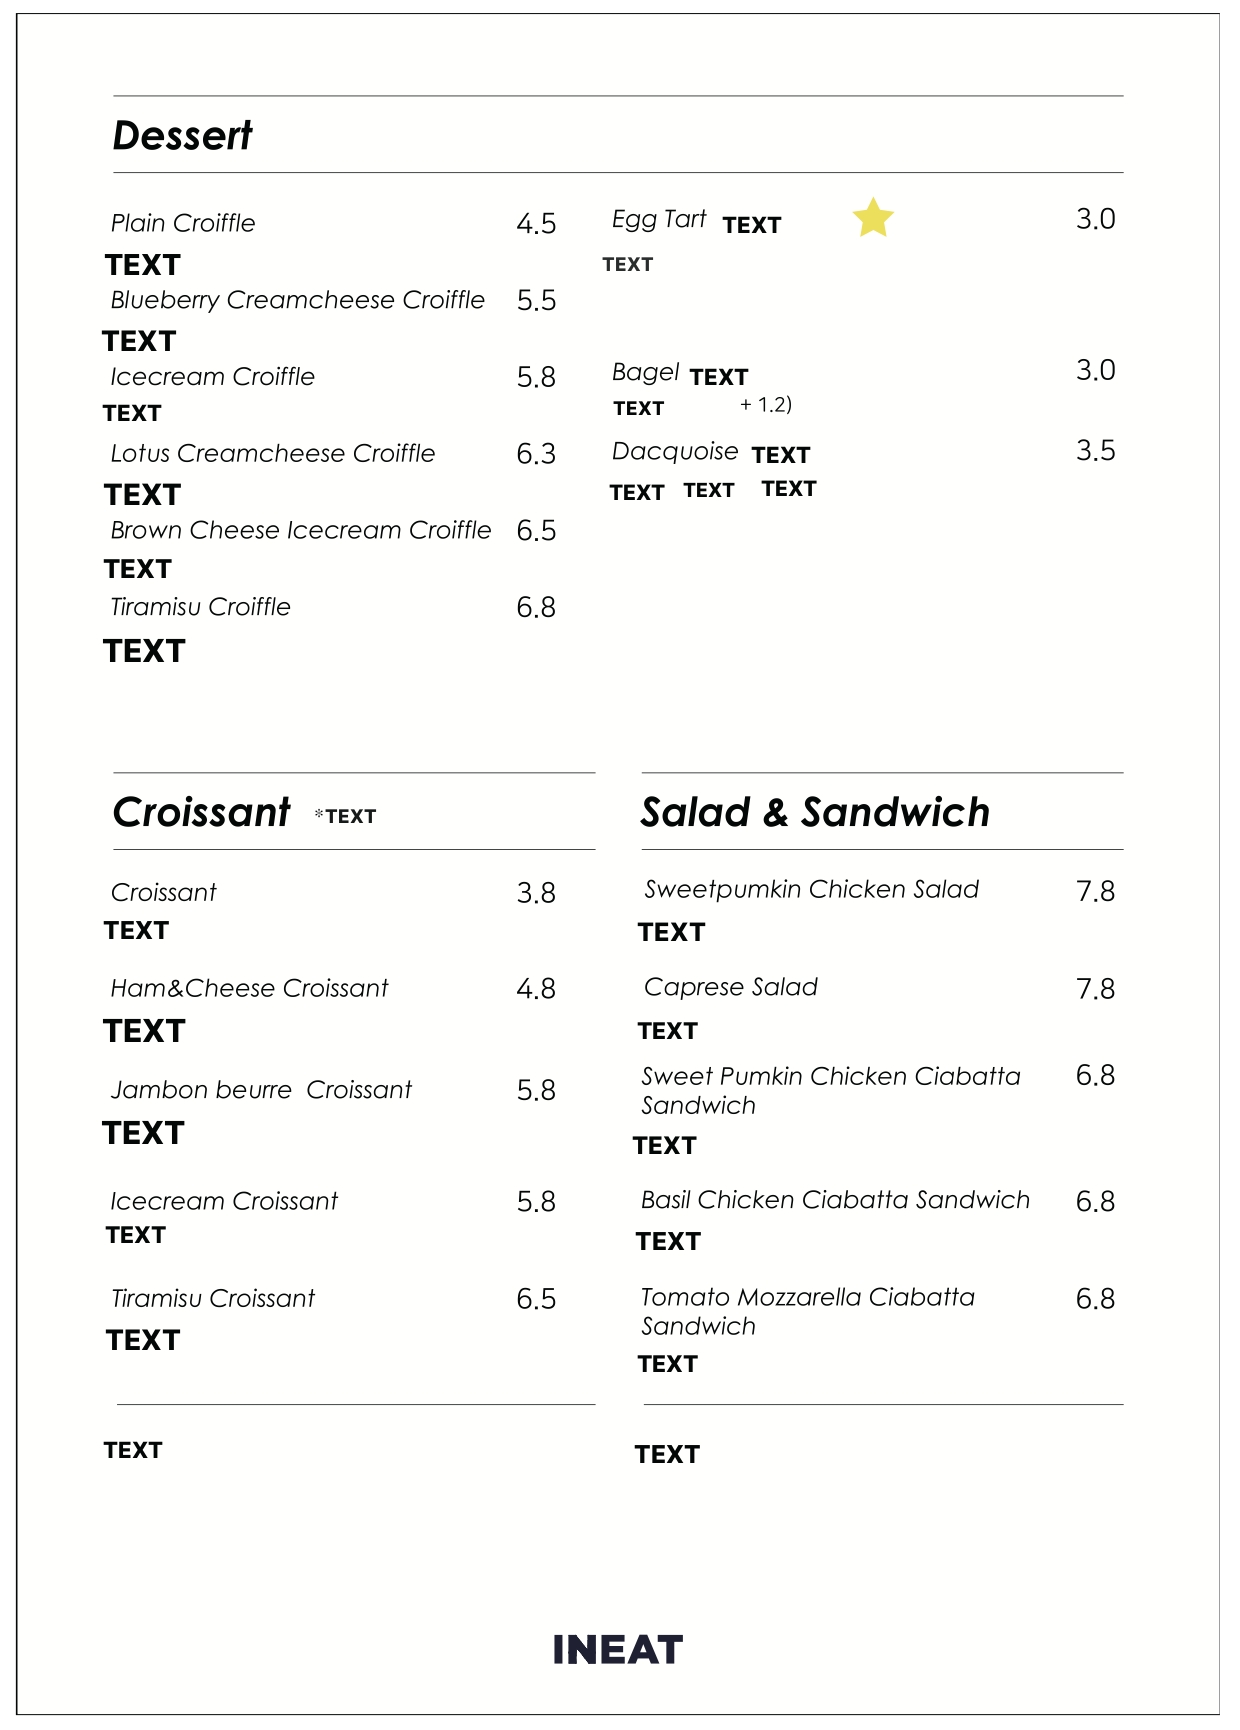 Dessert
Plain Croiffle 4.5
TEXT
Blueberry Creamcheese Croiffle 5.5
TEXT
Icecream Croiffle 5.8
TEXT
Lotus Creamcheese Croiffle 6.3
TEXT
Brown Cheese Icecream Croiffle 6.5
TEXT
Tiramisu Croiffle 6.8
TEXT
Egg Tart TEXT 3.0
TEXT
Bagel TEXT 3.0
TEXT + 1.2)
Dacquoise TEXT 3.5
TEXT TEXT TEXT
Croissant *TEXT
Croissant 3.8
TEXT
Ham&Cheese Croissant 4.8
TEXT
Jambon beurre Croissant 5.8
TEXT
Icecream Croissant 5.8
TEXT
Tiramisu Croissant 6.5
TEXT
TEXT
Salad & Sandwich
Sweetpumkin Chicken Salad 7.8
TEXT
Caprese Salad 7.8
TEXT
Sweet Pumkin Chicken Ciabatta 6.8
Sandwich
TEXT
Basil Chicken Ciabatta Sandwich 6.8
TEXT
Tomato Mozzarella Ciabatta 6.8
Sandwich
TEXT
TEXT
INEAT